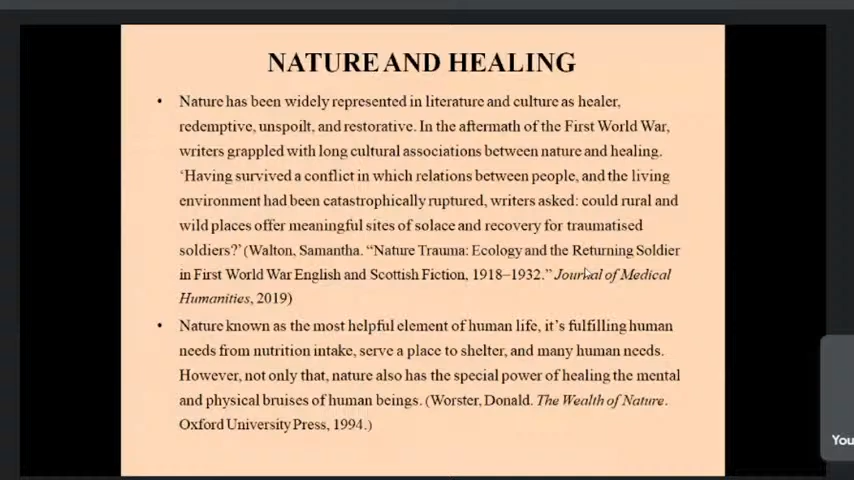 NATURE AND HEALING
• Nature has been widely represented in literature and culture as healer,
redemptive, unspoilt, and restorative. In the aftermath of the First World War,
writers grappled with long cultural associations between nature and healing.
‘Having survived a conflict in which relations between people, and the living
environment had been catastrophically ruptured, writers asked: could rural and
wild places offer meaningful sites of solace and recovery for traumatised
soldiers?’ (Walton, Samantha. “Nature Trauma: Ecology and the Returning Soldier
in First World War English and Scottish Fiction, 1918–1932.” Journal of Medical
Humanities, 2019)
• Nature known as the most helpful element of human life, it’s fulfilling human
needs from nutrition intake, serve a place to shelter, and many human needs.
However, not only that, nature also has the special power of healing the mental
and physical bruises of human beings. (Worster, Donald. The Wealth of Nature.
Oxford University Press, 1994.)
You